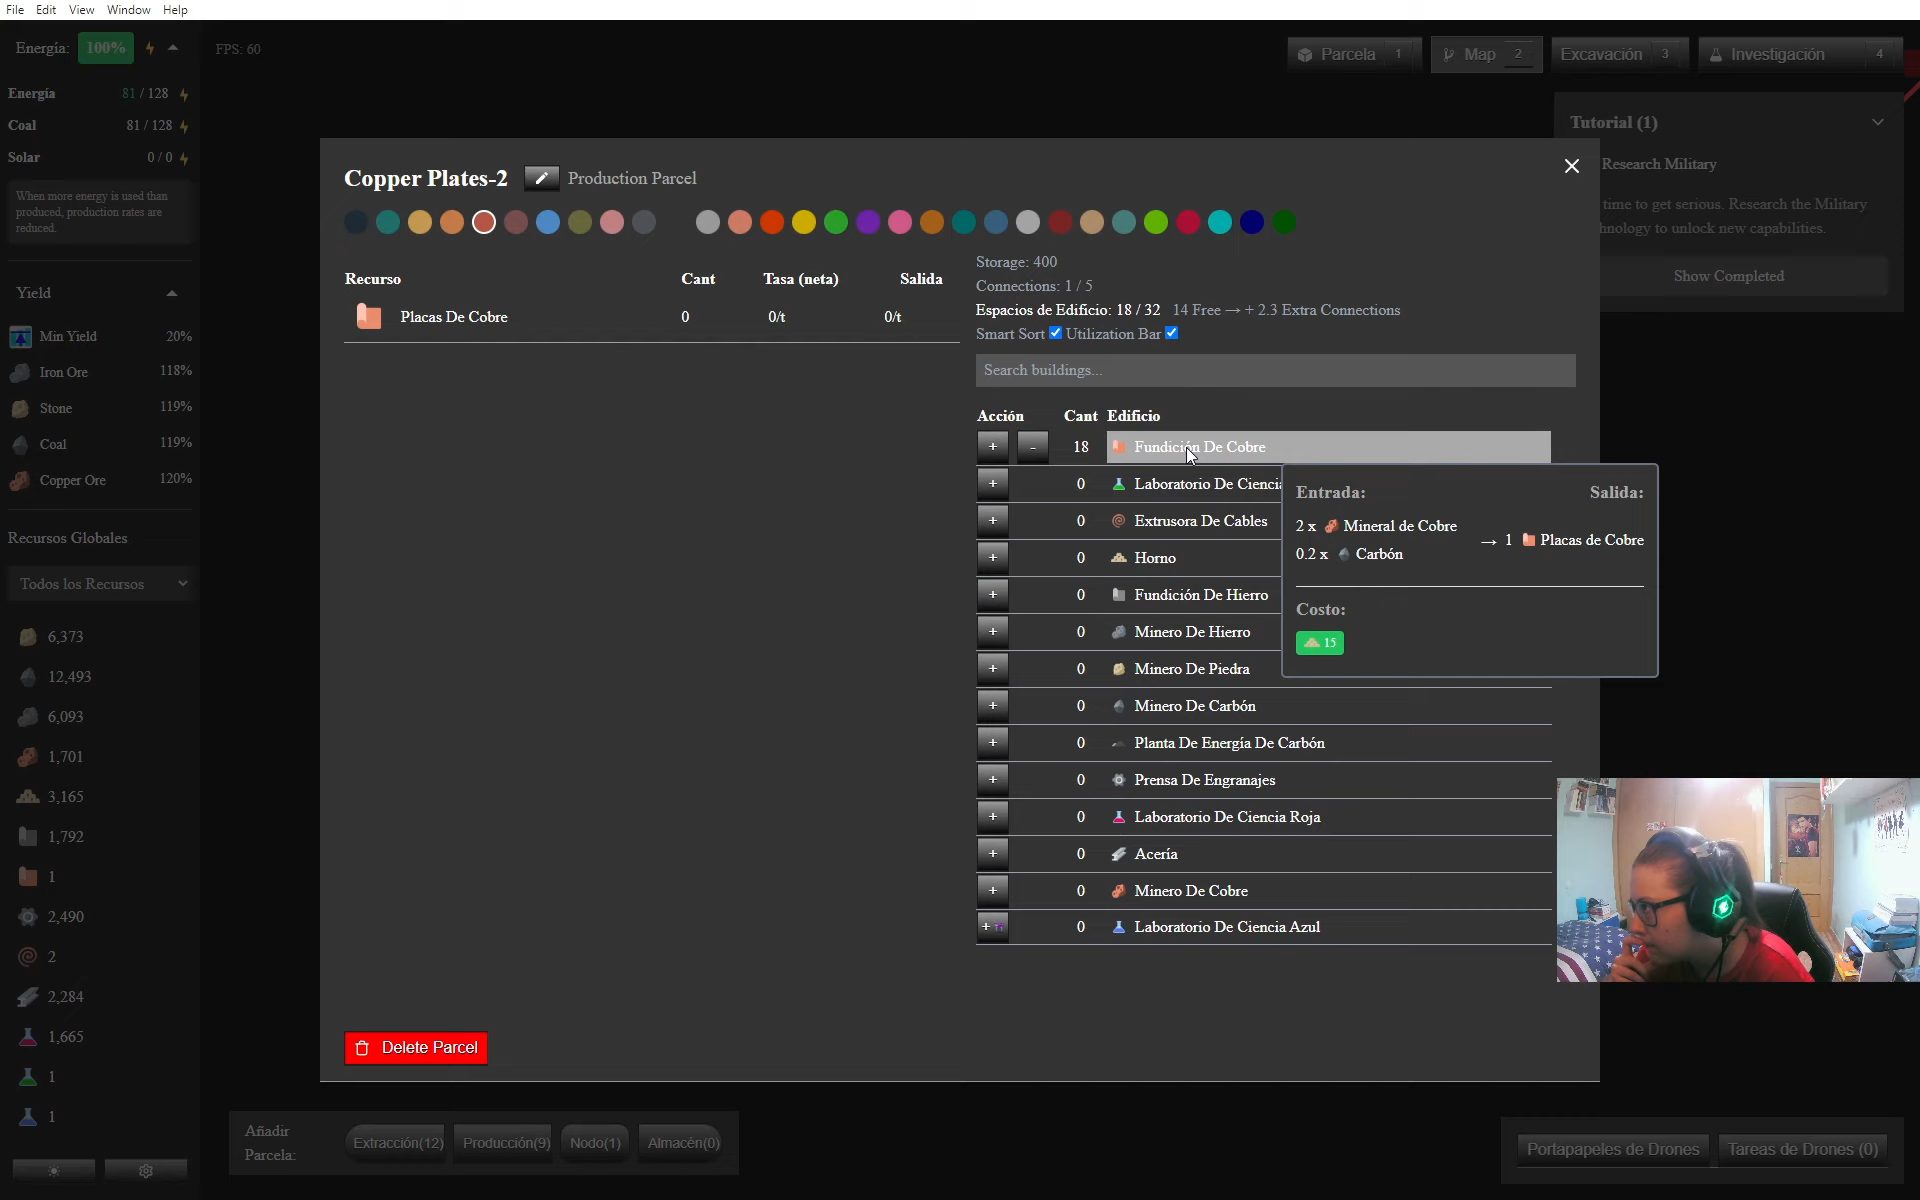 File Edit View Window Help
Energía: 100%
FPS: 60
Parcela 1
Map 2
Excavación 3
Investigación 4
Energía 81 / 128
Coal 81 / 128
Solar 0 / 0
When more energy is used than
produced, production rates are
reduced.
Yield
Min Yield 20%
Iron Ore 118%
Stone 119%
Coal 119%
Copper Ore 120%
Recursos Globales
Todos los Recursos
6,373
12,493
6,093
1,701
3,165
1,792
1
2,490
2
2,284
1,665
1
1
Tutorial (1)
Research Military
time to get serious. Research the Military
hnology to unlock new capabilities.
Show Completed
Copper Plates-2 Production Parcel
Recurso Cant Tasa (neta) Salida
Placas De Cobre 0 0/t 0/t
Storage: 400
Connections: 1 / 5
Espacios de Edificio: 18 / 32 14 Free → + 2.3 Extra Connections
Smart Sort Utilization Bar
Search buildings...
Acción Cant Edificio
+ - 18 Fundición De Cobre
+ 0 Laboratorio De Ciencia
+ 0 Extrusora De Cables
+ 0 Horno
+ 0 Fundición De Hierro
+ 0 Minero De Hierro
+ 0 Minero De Piedra
+ 0 Minero De Carbón
+ 0 Planta De Energía De Carbón
+ 0 Prensa De Engranajes
+ 0 Laboratorio De Ciencia Roja
+ 0 Acería
+ 0 Minero De Cobre
+ 0 Laboratorio De Ciencia Azul
Entrada: Salida:
2 x Mineral de Cobre
0.2 x Carbón
→ 1 Placas de Cobre
Costo:
15
Delete Parcel
Añadir
Parcela:
Extracción(12) Producción(9) Nodo(1) Almacén(0)
Portapapeles de Drones Tareas de Drones (0)